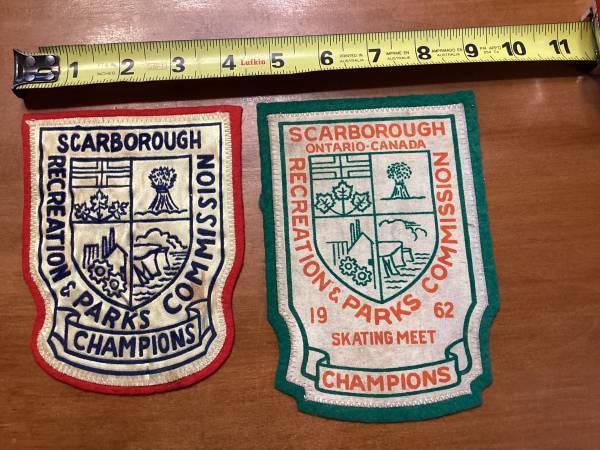 1 2 3 4 Lufkin 5 6 7 8 9 10 11
SCARBOROUGH
RECREATION & PARKS COMMISSION
CHAMPIONS
SCARBOROUGH
ONTARIO-CANADA
RECREATION & PARKS COMMISSION
19 62
SKATING MEET
CHAMPIONS